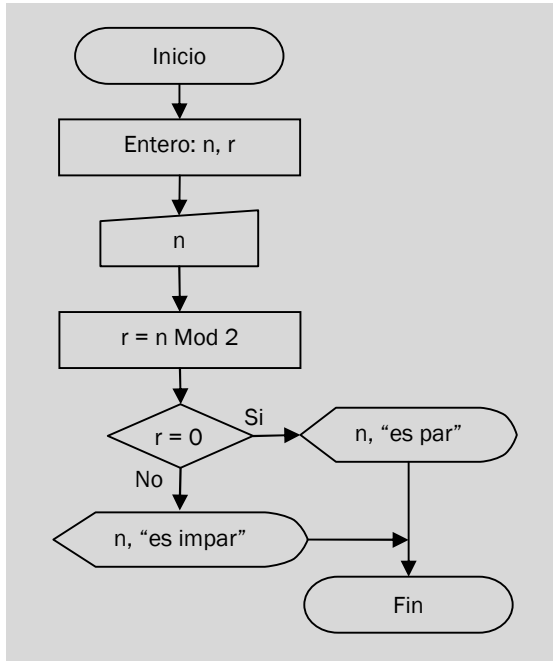 Inicio
Entero: n, r
n
r = n Mod 2
r = 0
Si
n, “es par”
No
n, “es impar”
Fin